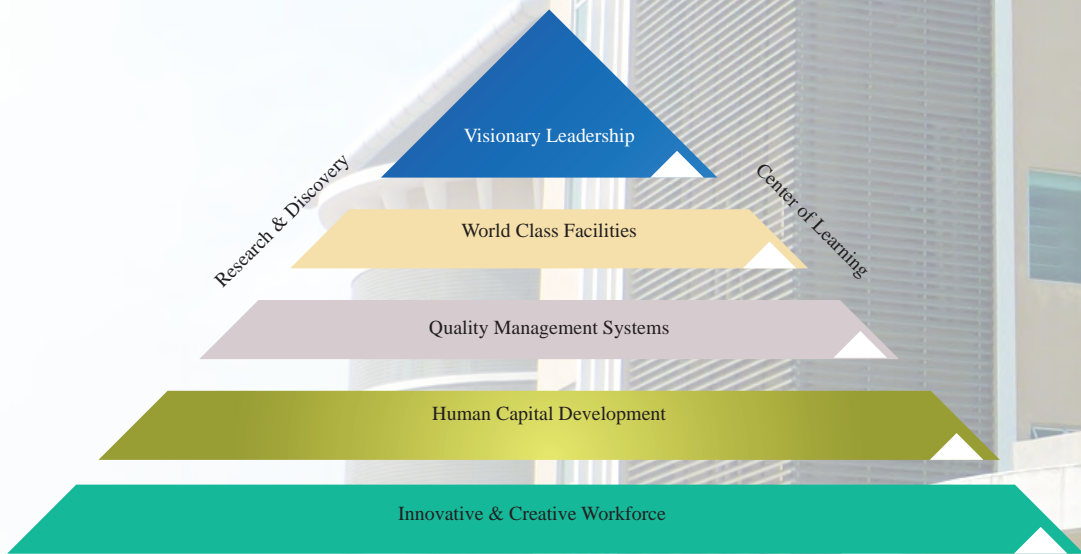 Visionary Leadership
Research & Discovery
Center of Learning
World Class Facilities
Quality Management Systems
Human Capital Development
Innovative & Creative Workforce